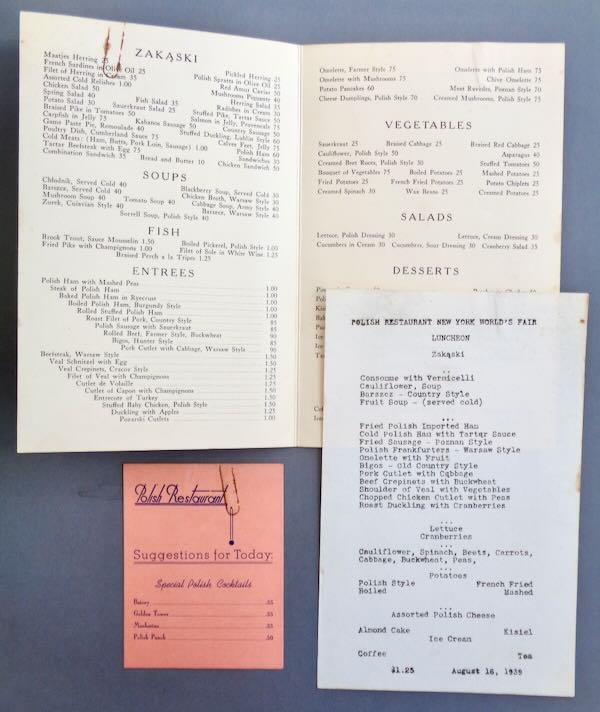 ZAKĄSKI
Maatjes Herring 25
French Sardines in Olive Oil 25
Filet of Herring in Cream 35
Assorted Cold Relishes 1.00
Chicken Salad 50
Spring Salad 40
Potato Salad 30
Braised Pike in Tomatoes 50
Carpfish in Jelly 75
Game Paste Pie, Remoulade 40
Poultry Dish, Cumberland Sauce 75
Cold Meats: (Ham, Butts, Pork Loin, Sausage) 1.00
Tartar Beefsteak with Egg 75
Combination Sandwich 35
Fish Salad 35
Sauerkraut Salad 25
Kabanos Sausage 50
Bread and Butter 10
Pickled Herring 25
Polish Sprats in Olive Oil 25
Red Amur Caviar 50
Mushrooms Piquante 40
Herring Salad 35
Radishes in Cream 30
Stuffed Pike, Tartar Sauce 50
Salmon in Jelly, Provensale 75
Country Sausage 50
Stuffed Duckling, Lublin Style 60
Calves Feet, Jelly 75
Polish Ham 60
Sandwiches 35
Chicken Sandwich 50
SOUPS
Chlodnik, Served Cold 40
Blackberry Soup, Served Cold 30
Barszcz, Served Cold 40
Chicken Broth, Warsaw Style 30
Mushroom Soup 40
Tomato Soup 40
Cabbage Soup, Army Style 40
Zurek, Cuiavian Style 40
Barszcz, Warsaw Style 40
Sorrell Soup, Polish Style 40
FISH
Brook Trout, Sauce Mousselin 1.50
Boiled Pickerel, Polish Style 1.00
Fried Pike with Champignons 1.00
Filet of Sole in White Wine 1.25
Braised Perch a la Tripes 1.25
ENTREES
Polish Ham with Mashed Peas 1.00
Steak of Polish Ham 1.00
Baked Polish Ham in Ryecrust 1.00
Boiled Polish Ham, Burgundy Style 1.00
Rolled Stuffed Polish Ham 1.00
Roast Filet of Pork, Country Style 85
Polish Sausage with Sauerkraut 85
Rolled Beef, Farmer Style, Buckwheat 90
Bigos, Hunter Style 85
Pork Cutlet with Cabbage, Warsaw Style 90
Beefsteak, Warsaw Style 1.50
Veal Schnitzel with Egg 1.50
Veal Crepinets, Cracow Style 1.25
Filet of Veal with Champignons 1.25
Cutlet de Volaille 1.25
Cutlet of Capon with Champignons 1.50
Entrecote of Turkey 1.50
Stuffed Baby Chicken, Polish Style 1.50
Duckling with Apples 1.25
Pozarski Cutlets 1.00
Omelette, Farmer Style 75
Omelette with Polish Ham 75
Omelette with Mushrooms 75
Chive Omelette 75
Potato Pancakes 60
Meat Ravioles, Poznan Style 70
Cheese Dumplings, Polish Style 70
Creamed Mushrooms, Polish Style 75
VEGETABLES
Sauerkraut 25
Braised Cabbage 25
Braised Red Cabbage 25
Cauliflower, Polish Style 50
Asparagus 40
Creamed Beet Roots, Polish Style 30
Stuffed Tomatoes 50
Bouquet of Vegetables 75
Boiled Potatoes 25
Mashed Potatoes 25
Fried Potatoes 25
French Fried Potatoes 25
Potato Chiplets 25
Creamed Spinach 30
Wax Beans 25
Creamed Potatoes 25
SALADS
Lettuce, Polish Dressing 30
Lettuce, Cream Dressing 30
Cucumbers in Cream 30
Cucumbers, Sour Dressing 30
Cranberry Salad 35
DESSERTS
POLISH RESTAURANT NEW YORK WORLD'S FAIR
LUNCHEON
Zakąski
..
Consomme with Vermicelli
Cauliflower, Soup
Barszcz - Country Style
Fruit Soup - (served cold)
...
Fried Polish Imported Ham
Cold Polish Ham with Tartar Sauce
Fried Sausage - Poznan Style
Polish Frankfurters - Warsaw Style
Omelette with Fruit
Bigos - Old Country Style
Pork Cutlet with Cqbbage
Beef Crepinets with Buckwheat
Shoulder of Veal with Vegetables
Chopped Chicken Cutlet with Peas
Roast Duckling with Cranberries
...
Lettuce
Cranberries
...
Cauliflower, Spinach, Beets, Carrots,
Cabbage, Buckwheat, Peas,
...
Potatoes
Polish Style French Fried
Boiled Mashed
...
Assorted Polish Cheese
Almond Cake Kisiel
Ice Cream
Coffee Tea
$1.25 August 16, 1939
Polish Restaurant
Suggestions for Today:
Special Polish Cocktails
Batory .35
Golden Tower .35
Manhattan .35
Polish Punch .50